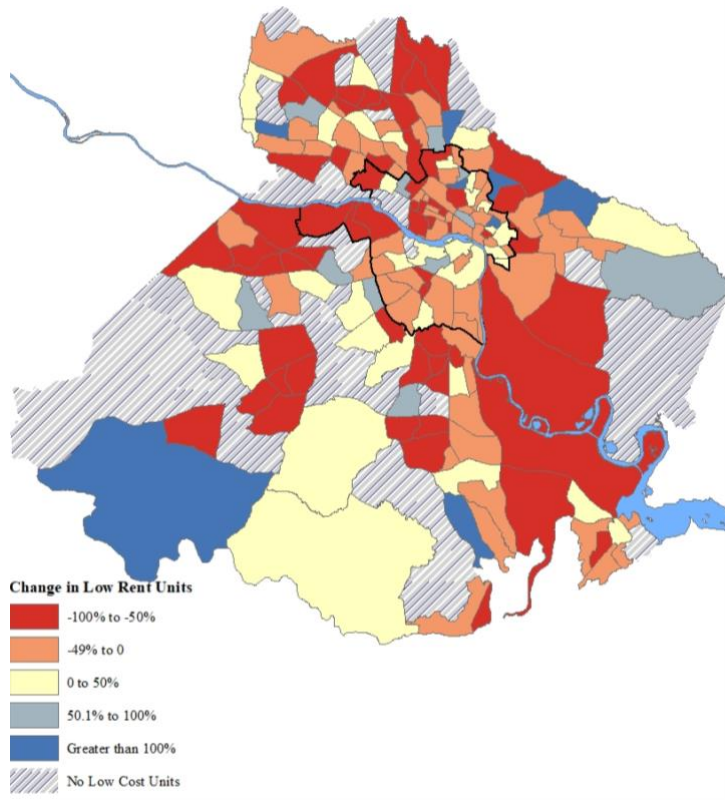 Change in Low Rent Units
-100% to -50%
-49% to 0
0 to 50%
50.1% to 100%
Greater than 100%
No Low Cost Units